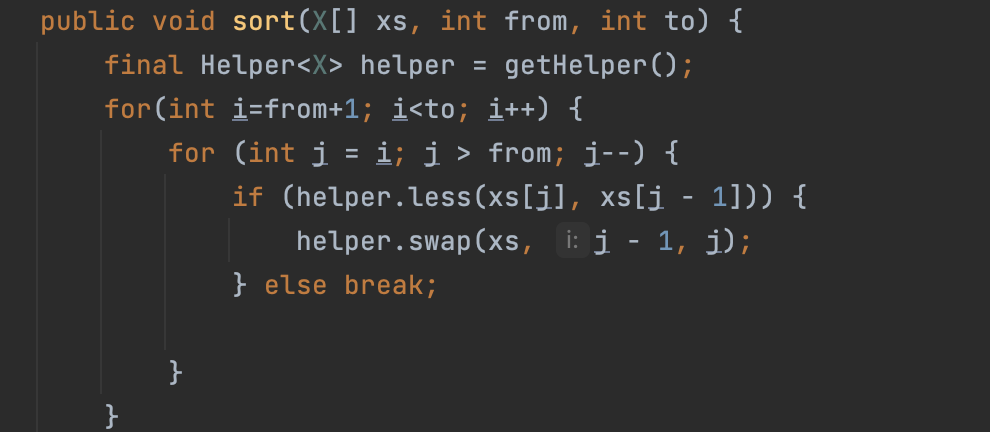 public void sort(X[] xs, int from, int to) {
    final Helper<X> helper = getHelper();
    for(int i=from+1; i<to; i++) {
        for (int j = i; j > from; j--) {
            if (helper.less(xs[j], xs[j - 1])) {
                helper.swap(xs, i: j - 1, j);
            } else break;
        }
    }